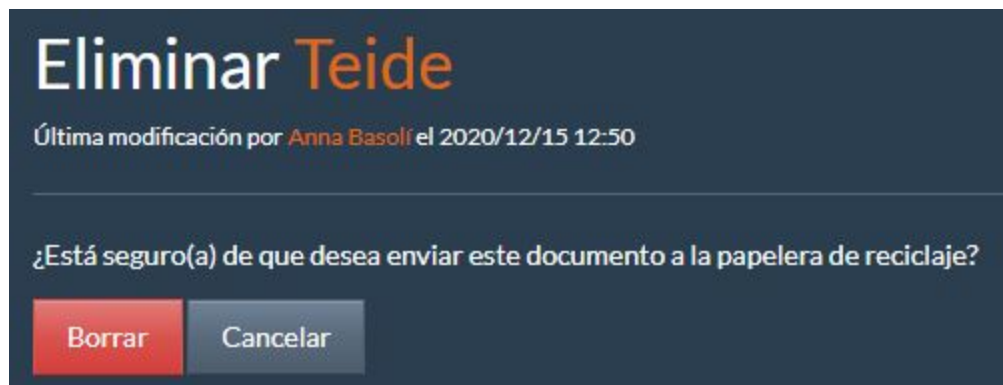 Eliminar Teide
Última modificación por Anna Basolí el 2020/12/15 12:50
¿Está seguro(a) de que desea enviar este documento a la papelera de reciclaje?
Borrar Cancelar